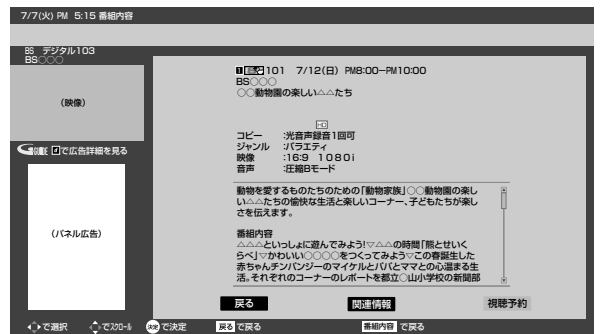 7/7(火) PM 5:15 番組内容
BS デジタル103
BS○○○
(映像)
GガイドでÂ広告詳細を見る
(パネル広告)
101 7/12(日) PM8:00-PM10:00
BS○○○
○○動物園の楽しい△△たち
HD
コピー :光音声録音1回可
ジャンル :バラエティ
映像 :16:9 1080i
音声 :圧縮Bモード
動物を愛するものたちのための「動物家族」○○動物園の楽し
い△△たちの愉快な生活と楽しいコーナー、子どもたちが楽し
さを伝えます。
番組内容
△△△といっしょに遊んでみよう!▽△△の時間「熊とせいく
らべ」▽かわいい○○○○をつくってみよう▽この春誕生した
赤ちゃんチンパンジーのマイケルとパパとママとの心温まる生
活。それぞれのコーナーのレポートを都立○山小学校の新聞部
戻る 関連情報 視聴予約
で選択 でスクロール 決定 で決定 戻る で戻る 番組内容 で戻る